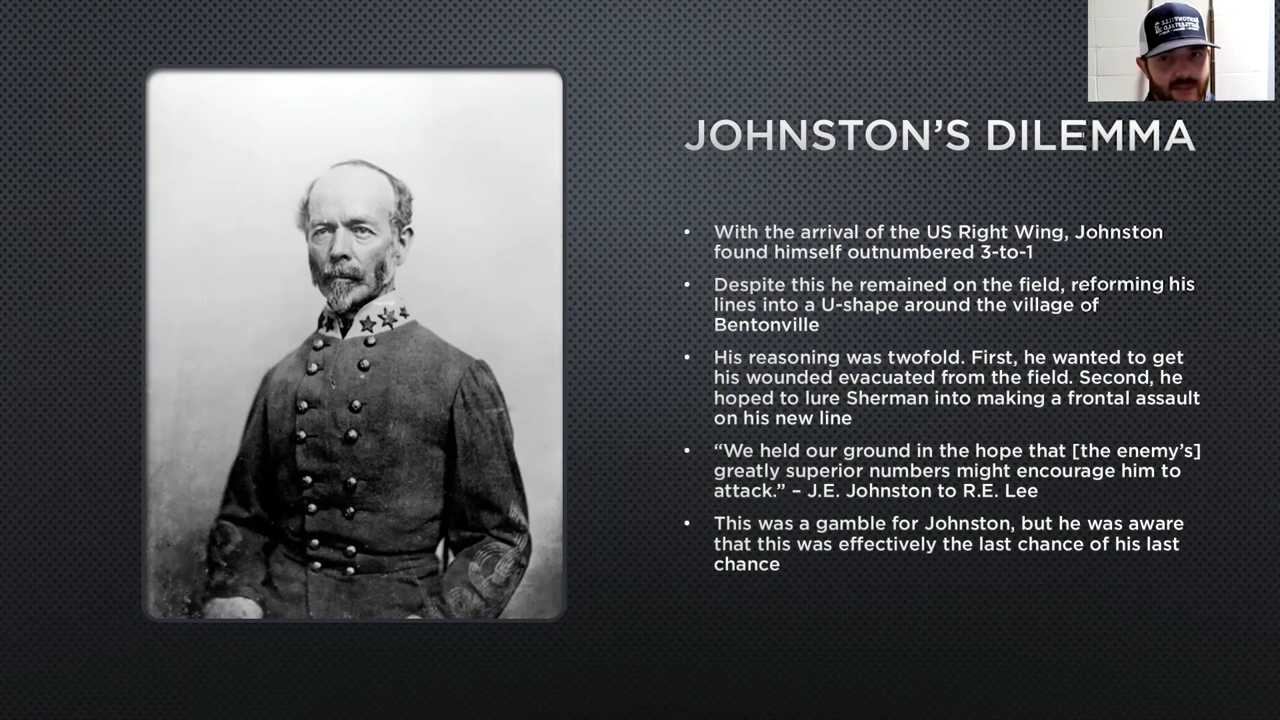 JOHNSTON’S DILEMMA
• With the arrival of the US Right Wing, Johnston
found himself outnumbered 3-to-1
• Despite this he remained on the field, reforming his
lines into a U-shape around the village of
Bentonville
• His reasoning was twofold. First, he wanted to get
his wounded evacuated from the field. Second, he
hoped to lure Sherman into making a frontal assault
on his new line
• “We held our ground in the hope that [the enemy’s]
greatly superior numbers might encourage him to
attack.” – J.E. Johnston to R.E. Lee
• This was a gamble for Johnston, but he was aware
that this was effectively the last chance of his last
chance